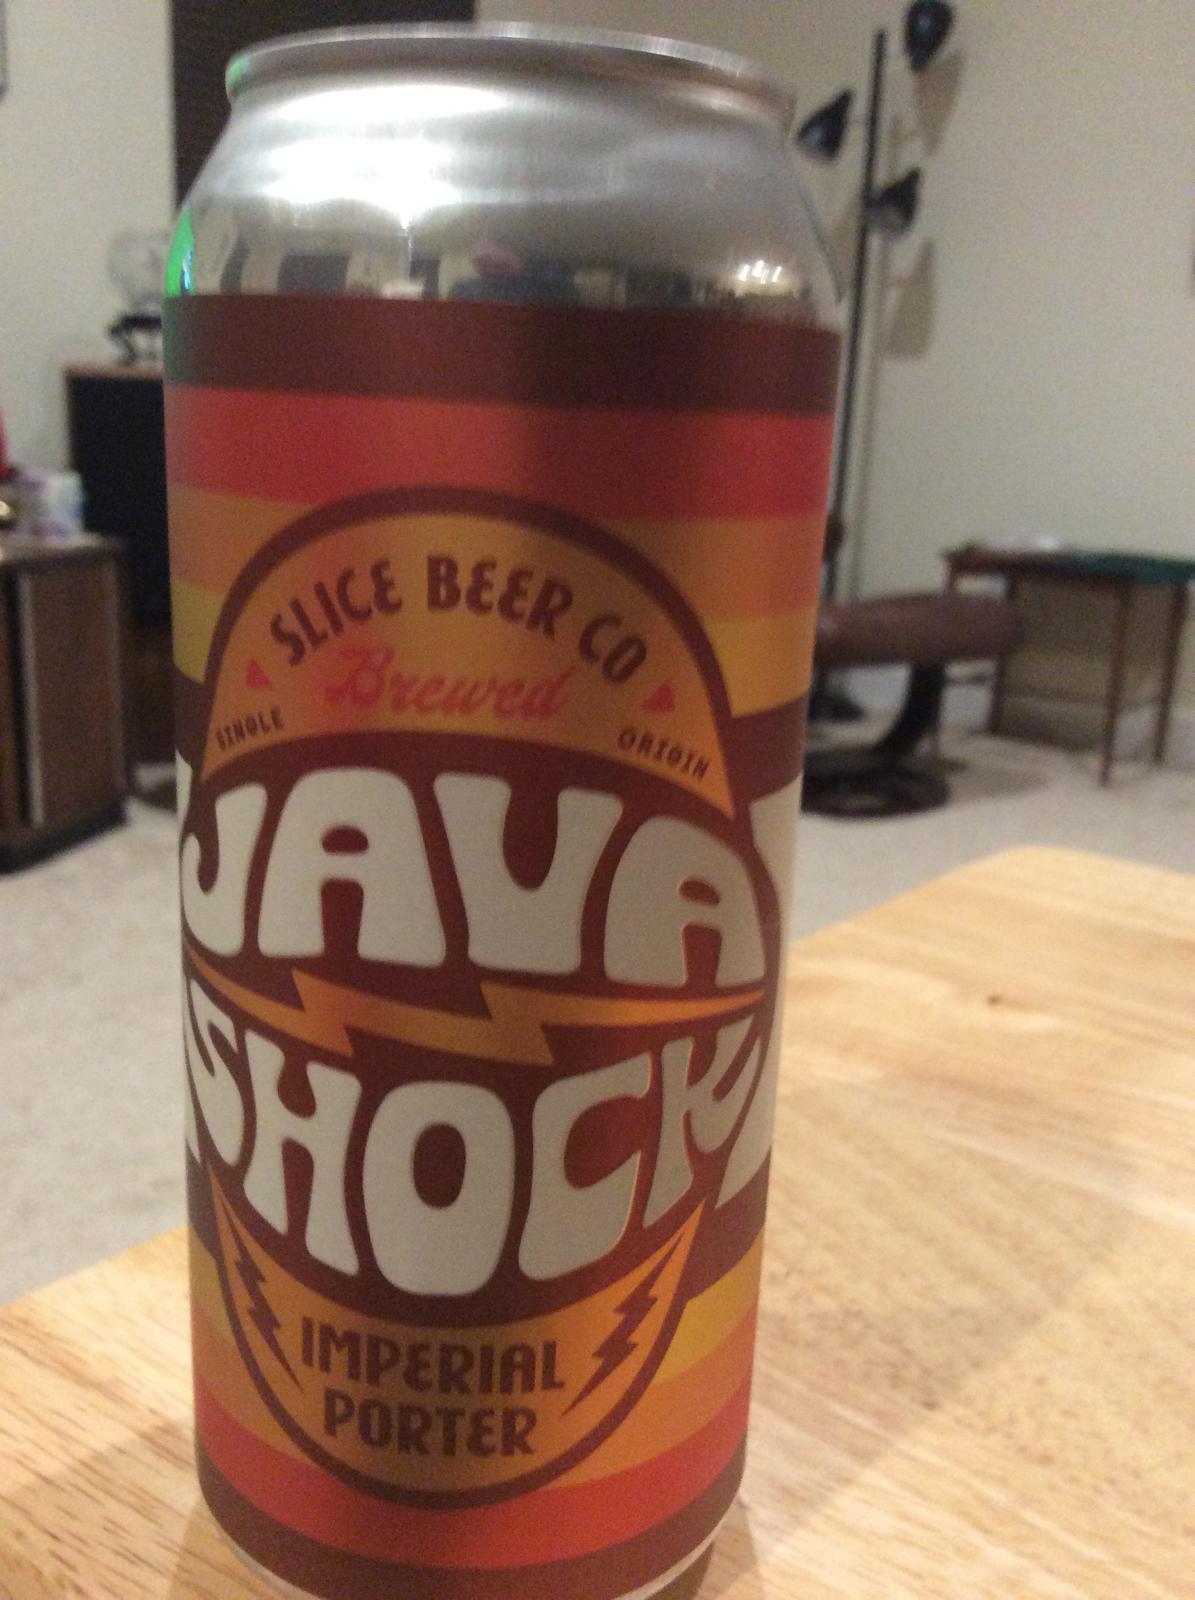 SLICE BEER CO
Brewed
SINGLE ORIGIN
JAVA
SHOCK
IMPERIAL
PORTER